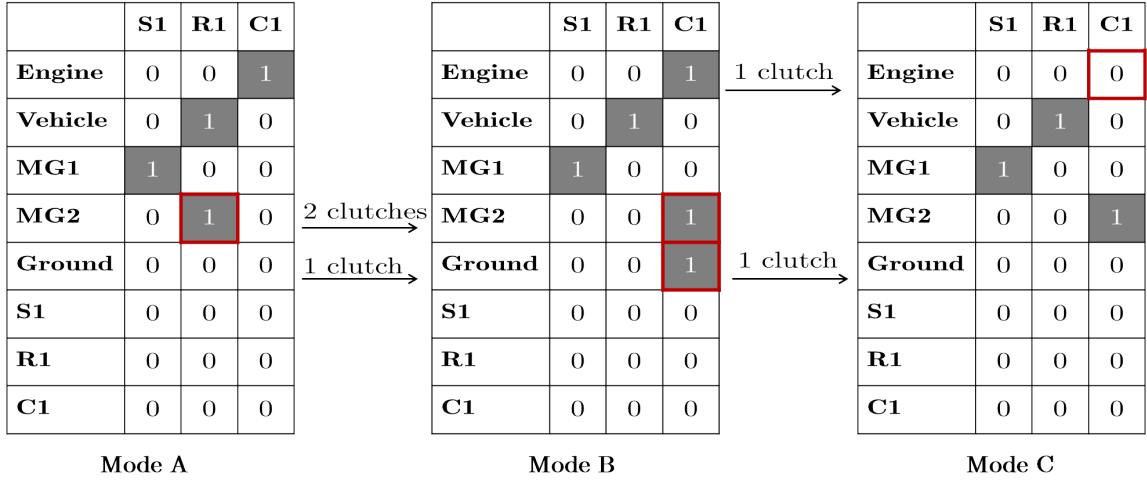 S1 R1 C1
Engine 0 0 1
Vehicle 0 1 0
MG1 1 0 0
MG2 0 1 0
Ground 0 0 0
S1 0 0 0
R1 0 0 0
C1 0 0 0
Mode A
2 clutches
1 clutch
S1 R1 C1
Engine 0 0 1
Vehicle 0 1 0
MG1 1 0 0
MG2 0 0 1
Ground 0 0 1
S1 0 0 0
R1 0 0 0
C1 0 0 0
Mode B
1 clutch
1 clutch
S1 R1 C1
Engine 0 0 0
Vehicle 0 1 0
MG1 1 0 0
MG2 0 0 1
Ground 0 0 0
S1 0 0 0
R1 0 0 0
C1 0 0 0
Mode C